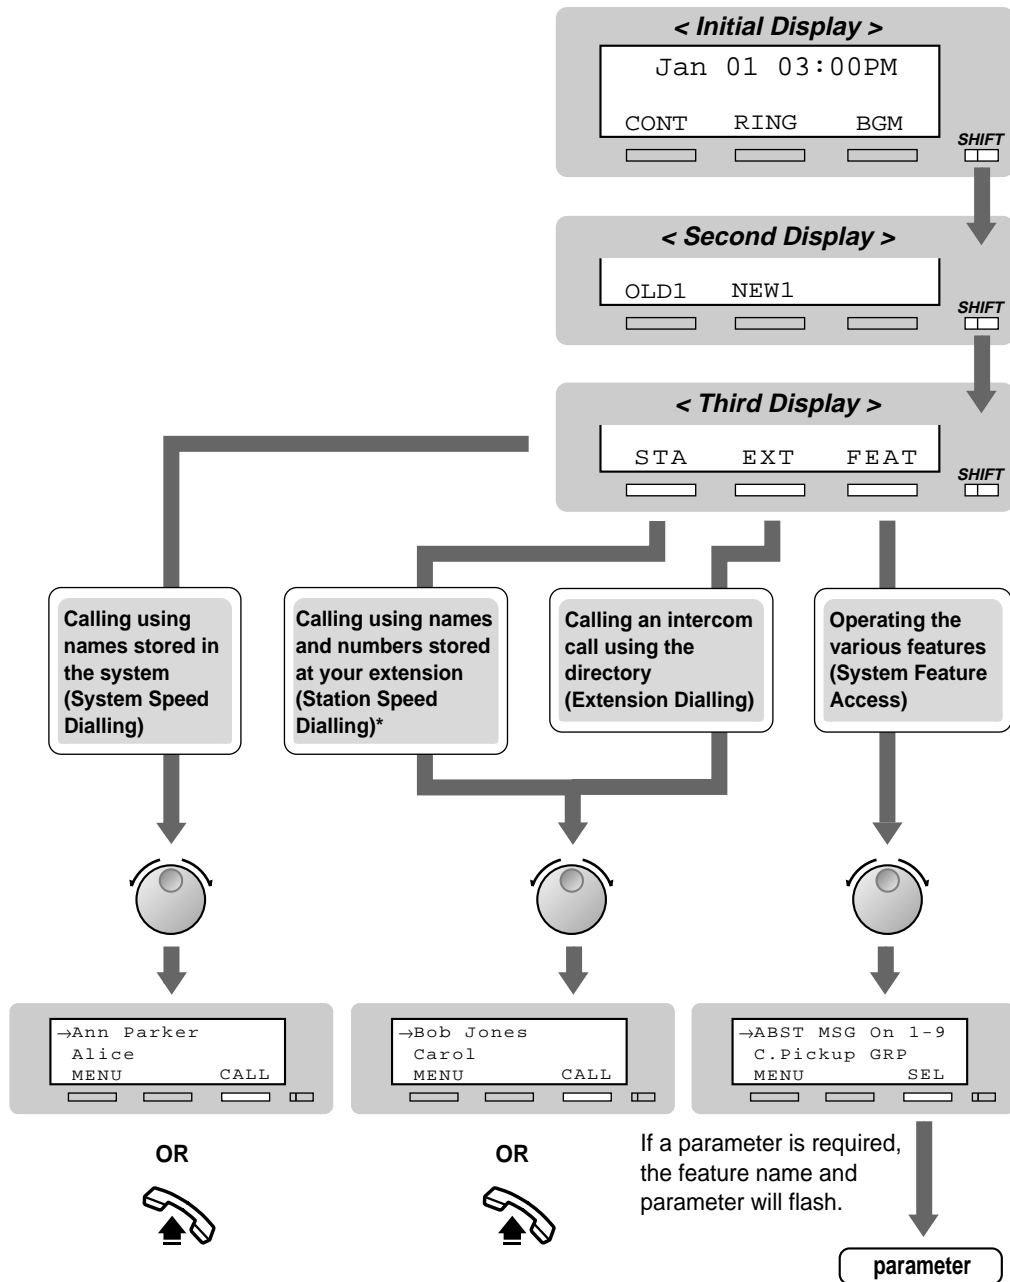 < Initial Display >
Jan 01 03:00PM
CONT RING BGM
SHIFT
< Second Display >
OLD1 NEW1
SHIFT
< Third Display >
STA EXT FEAT
SHIFT
Calling using
names stored in
the system
(System Speed
Dialling)
Calling using names
and numbers stored
at your extension
(Station Speed
Dialling)*
Calling an intercom
call using the
directory
(Extension Dialling)
Operating the
various features
(System Feature
Access)
→Ann Parker
Alice
MENU CALL
→Bob Jones
Carol
MENU CALL
→ABST MSG On 1-9
C.Pickup GRP
MENU SEL
OR
OR
If a parameter is required,
the feature name and
parameter will flash.
parameter